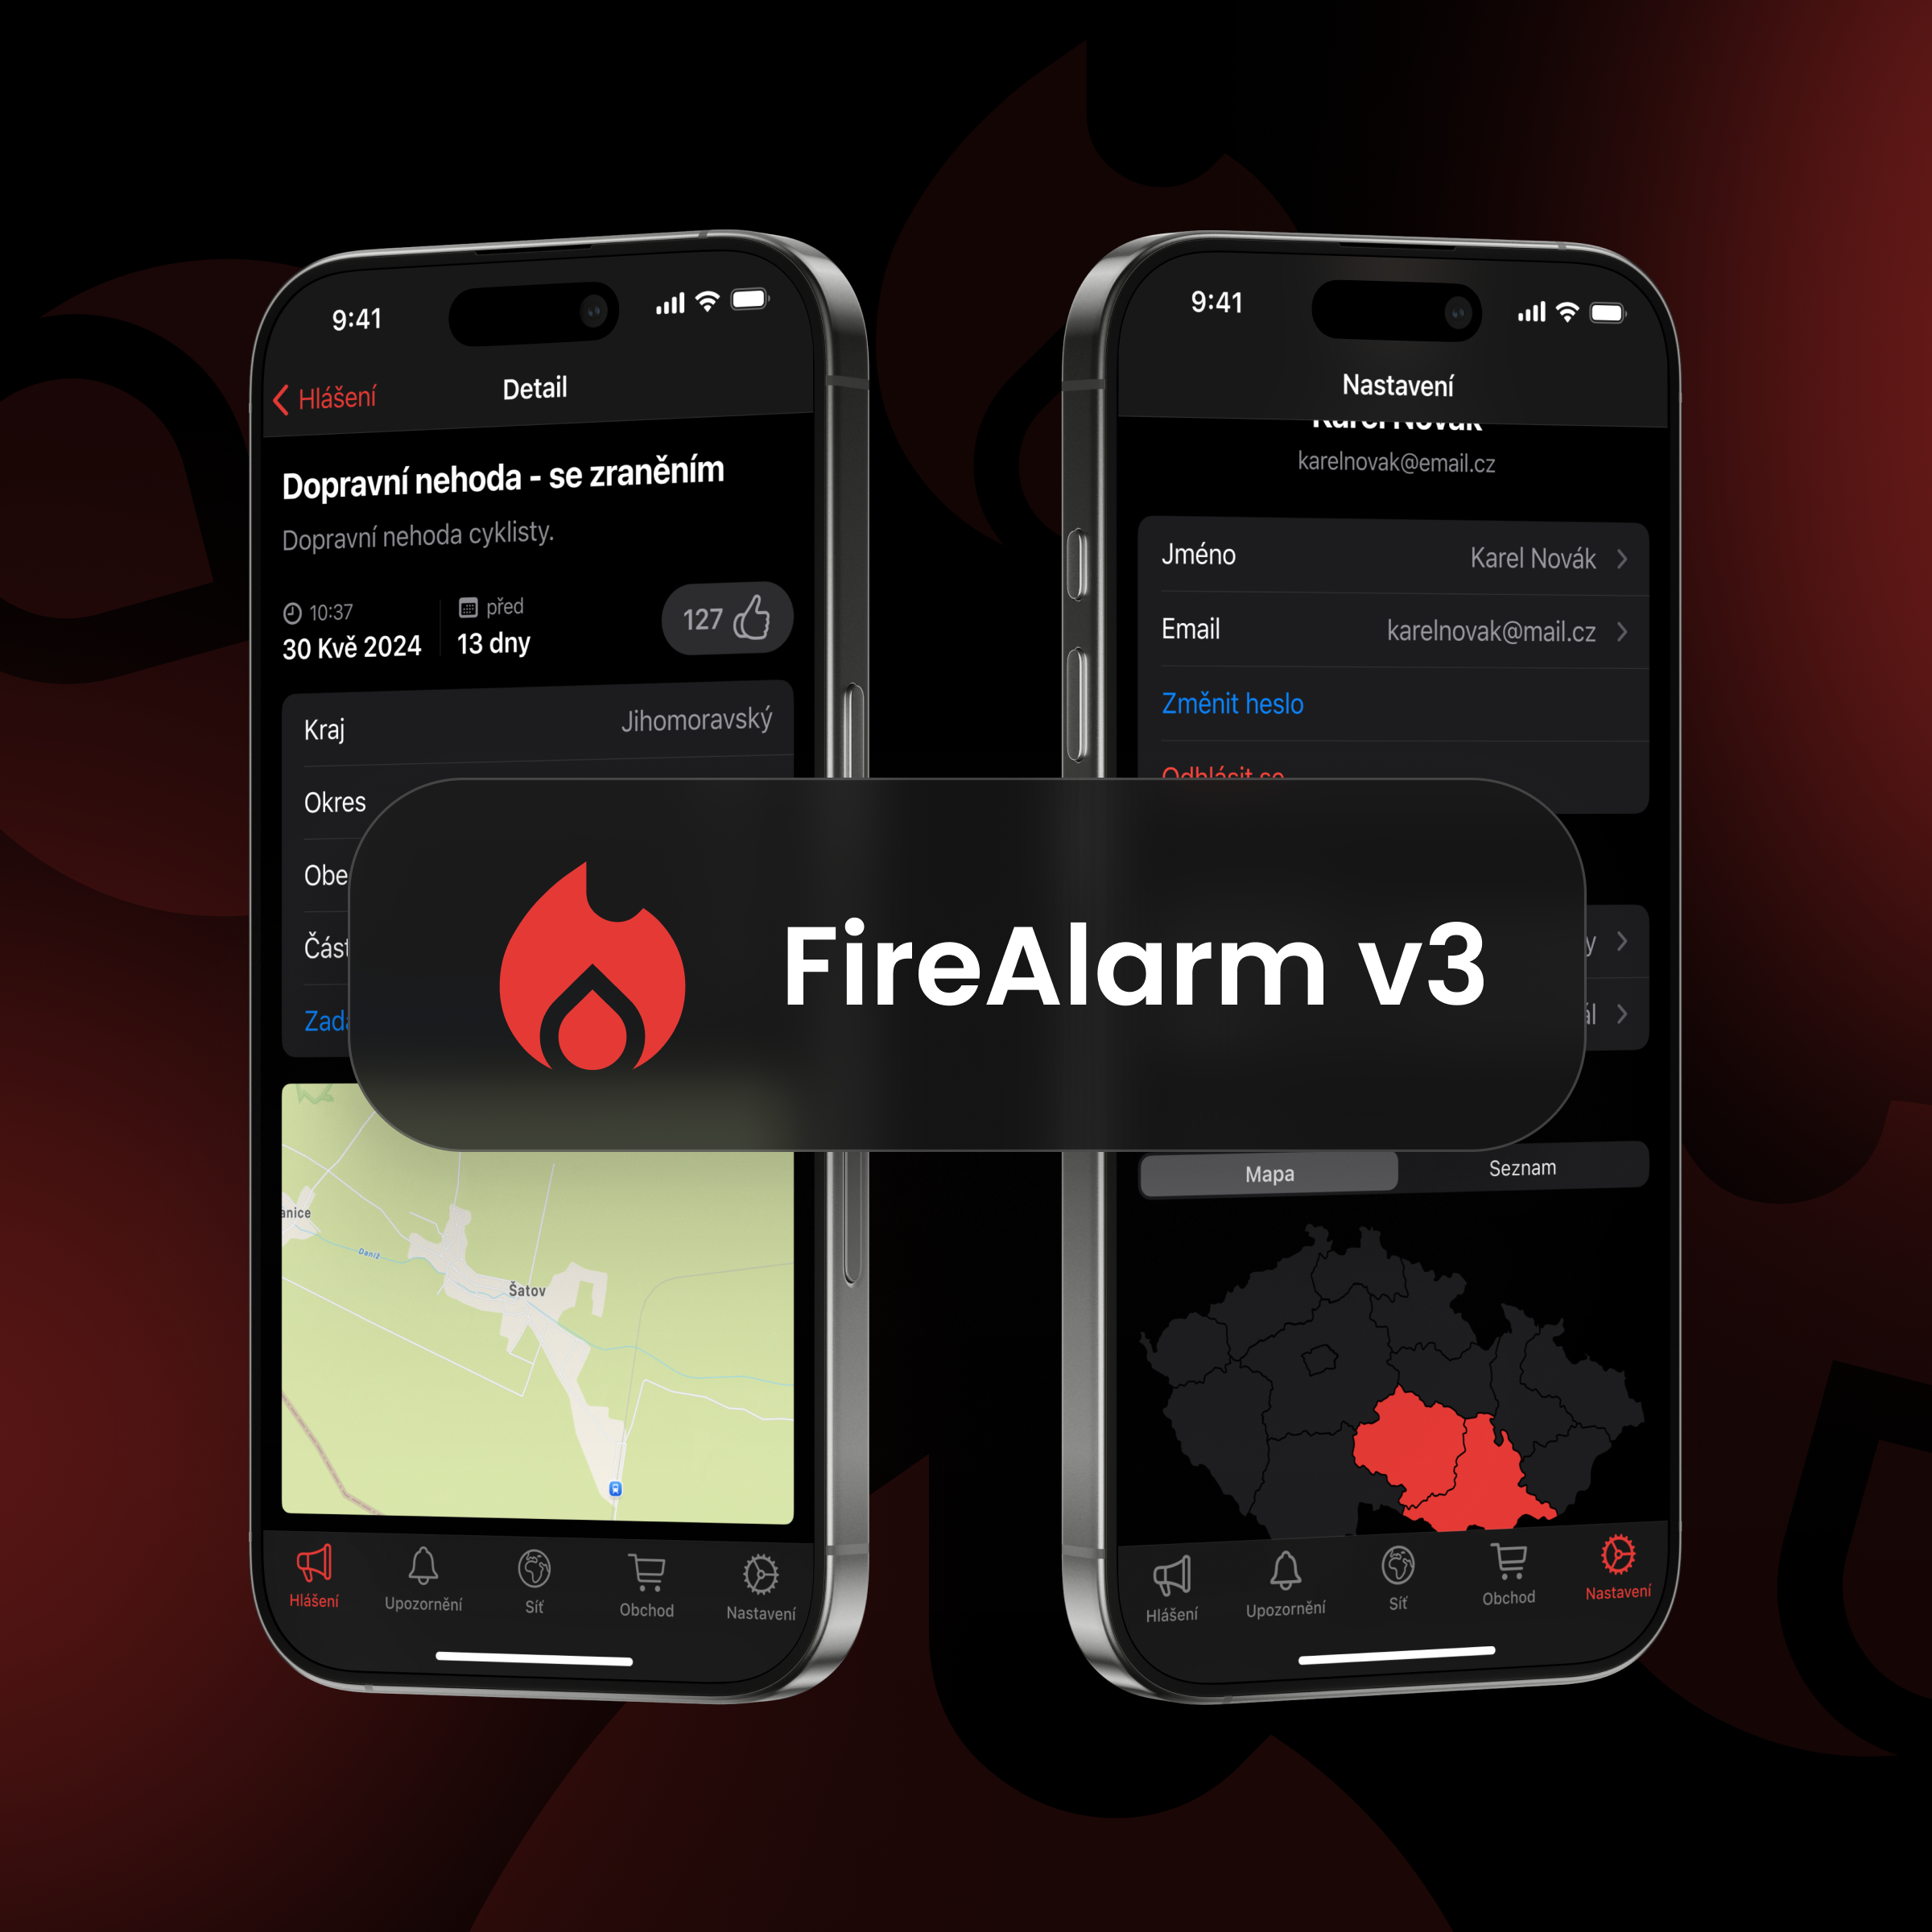 9:41
Hlášení
Detail
Dopravní nehoda - se zraněním
Dopravní nehoda cyklisty.
10:37
30 Kvě 2024
před
13 dny
127
Kraj
Jihomoravský
Okres
Obe
Část
Zada
anice
Daníž
Šatov
Hlášení
Upozornění
Síť
Obchod
Nastavení
FireAlarm v3
9:41
Nastavení
Karel Novák
karelnovak@email.cz
Jméno
Karel Novák
Email
karelnovak@mail.cz
Změnit heslo
Odhlásit se
y
ál
Mapa
Seznam
Hlášení
Upozornění
Síť
Obchod
Nastavení